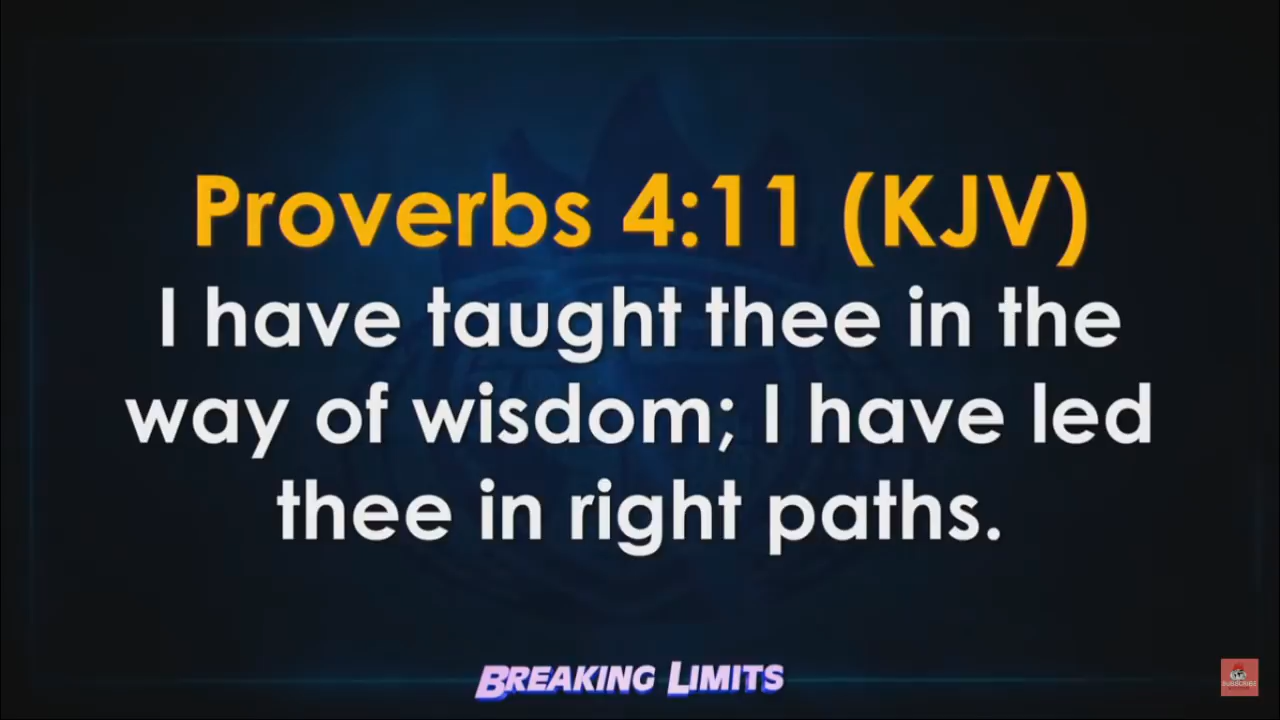 Proverbs 4:11 (KJV)
I have taught thee in the
way of wisdom; I have led
thee in right paths.
BREAKING LIMITS
SUBSCRIBE